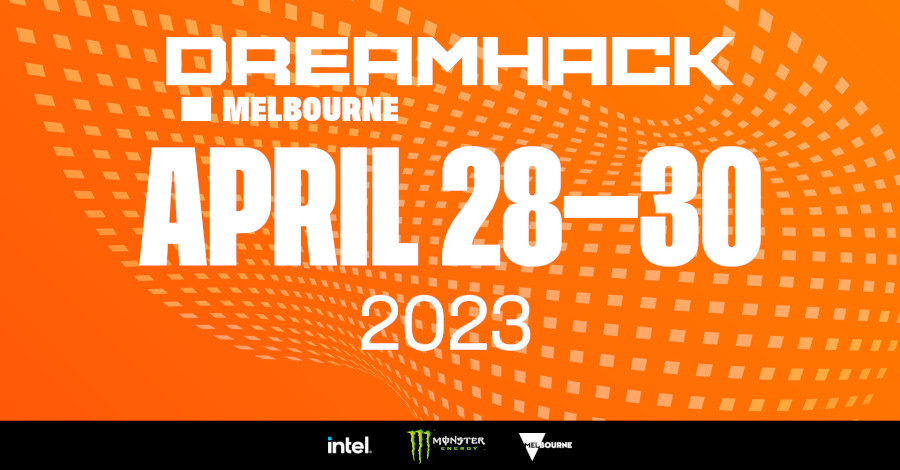 DREAMHACK
MELBOURNE
APRIL 28–30
2023
intel.
MONSTER
ENERGY
MELBOURNE